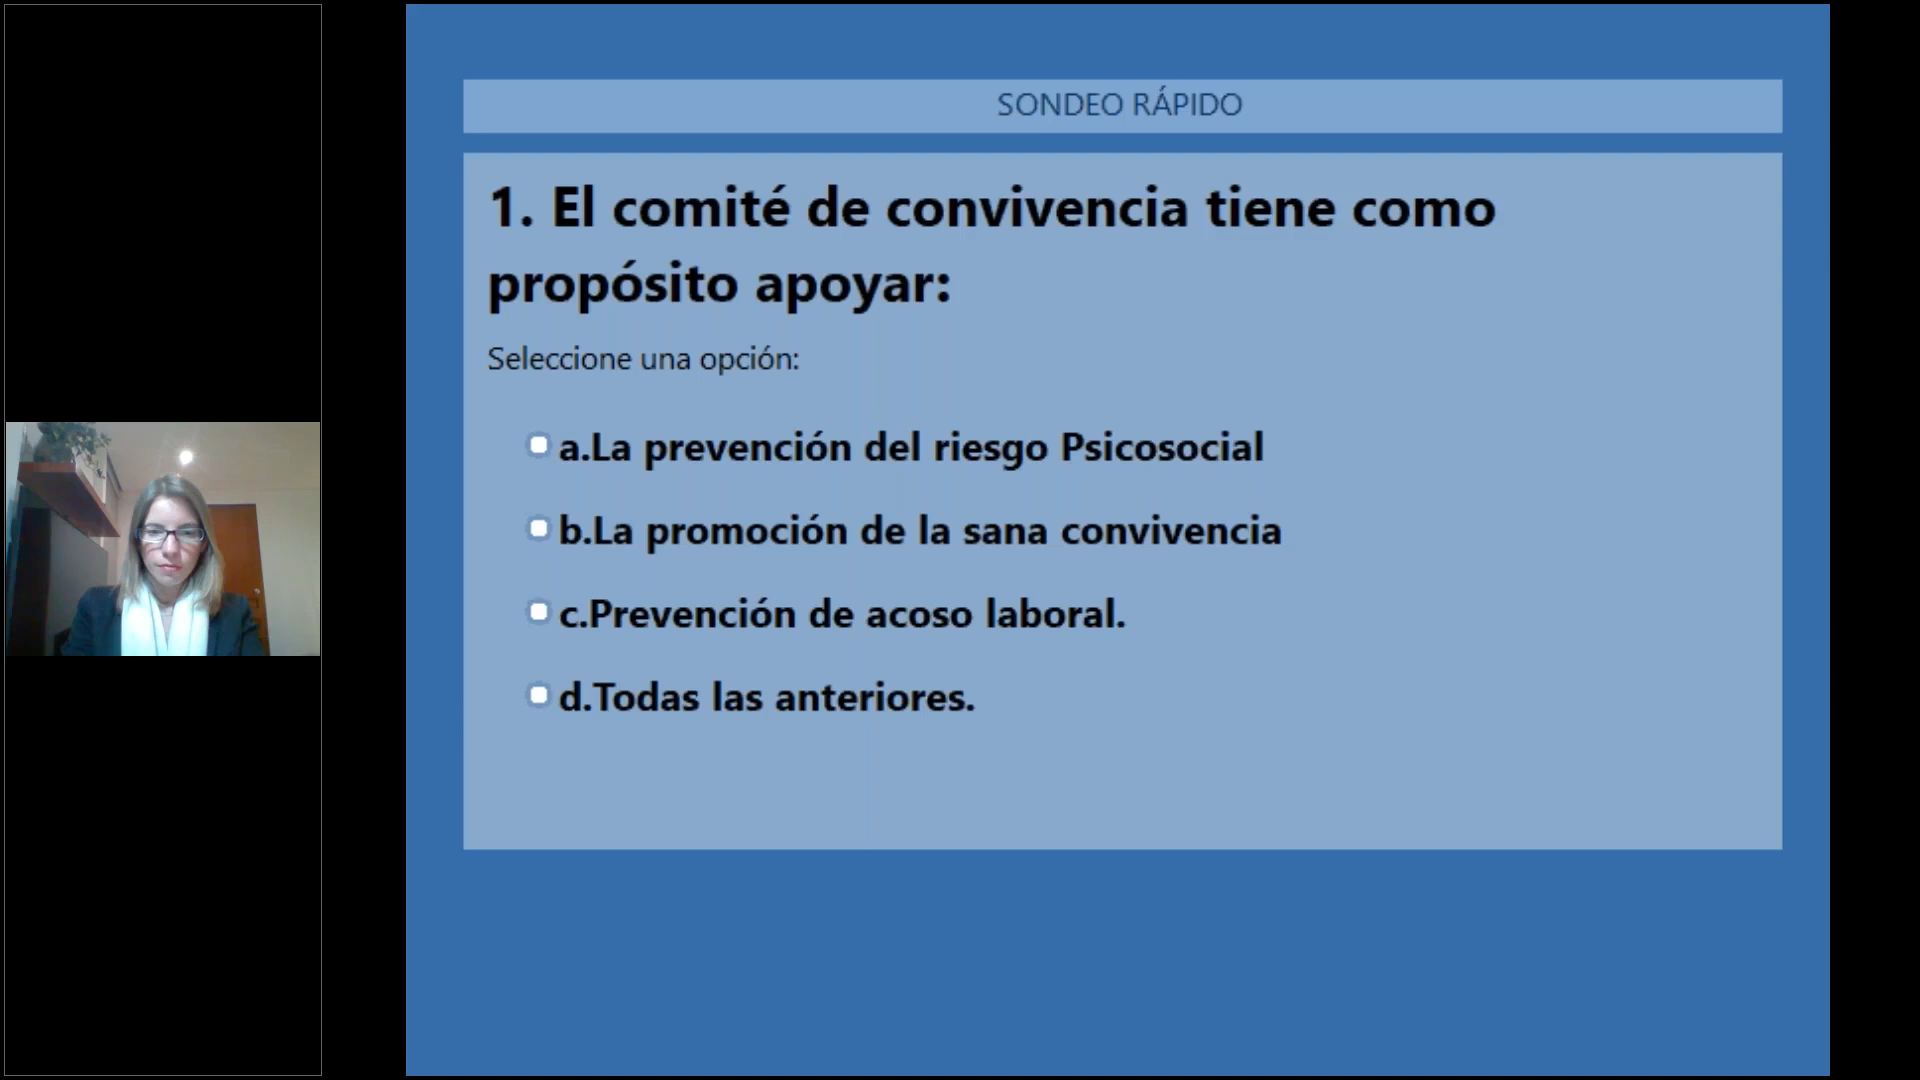 SONDEO RÁPIDO
1. El comité de convivencia tiene como
propósito apoyar:
Seleccione una opción:
a.La prevención del riesgo Psicosocial
b.La promoción de la sana convivencia
c.Prevención de acoso laboral.
d.Todas las anteriores.